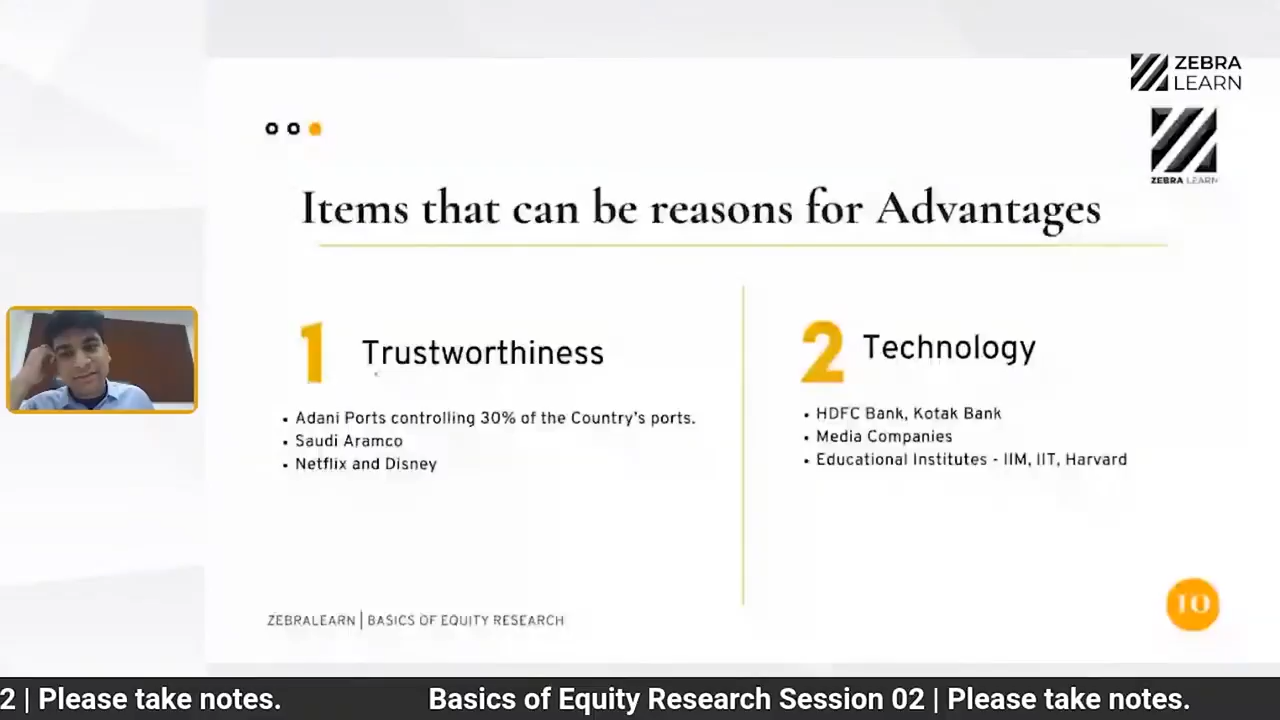 ZEBRA
LEARN
ZEBRA LEARN
Items that can be reasons for Advantages
1 Trustworthiness
• Adani Ports controlling 30% of the Country's ports.
• Saudi Aramco
• Netflix and Disney
2 Technology
• HDFC Bank, Kotak Bank
• Media Companies
• Educational Institutes - IIM, IIT, Harvard
ZEBRALEARN | BASICS OF EQUITY RESEARCH
10
2 | Please take notes. Basics of Equity Research Session 02 | Please take notes.